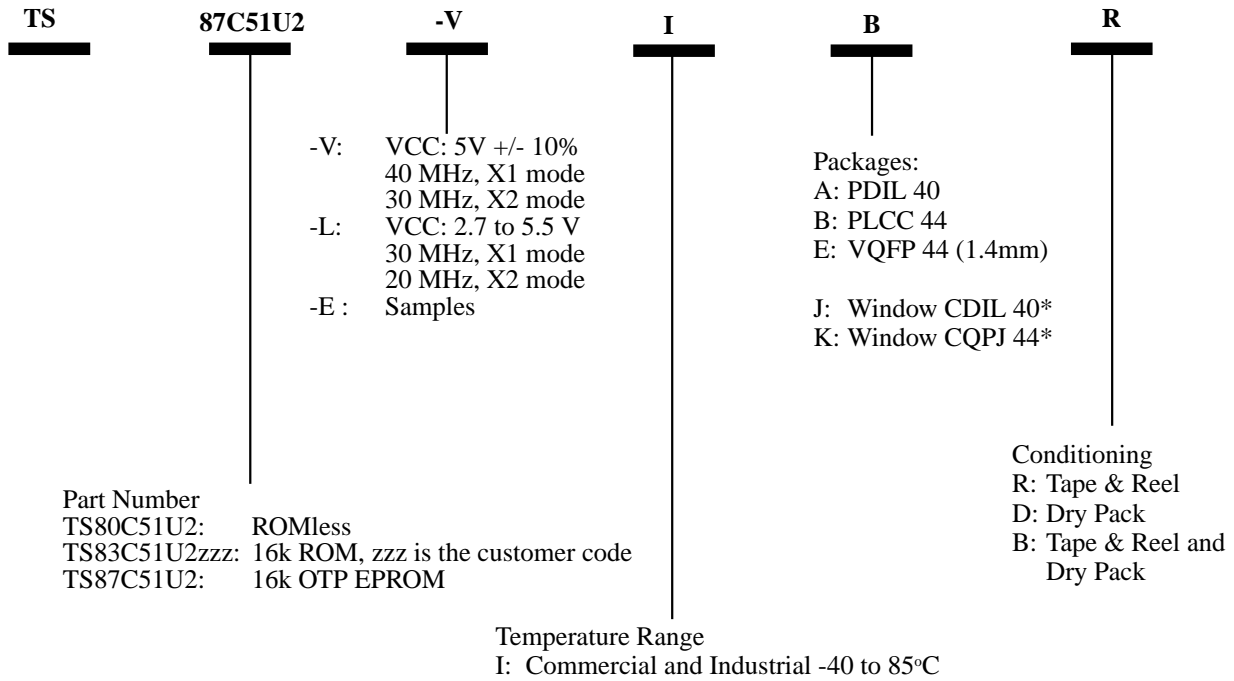 TS 87C51U2 -V I B R
-V: VCC: 5V +/- 10%
40 MHz, X1 mode
30 MHz, X2 mode
-L: VCC: 2.7 to 5.5 V
30 MHz, X1 mode
20 MHz, X2 mode
-E : Samples
Packages:
A: PDIL 40
B: PLCC 44
E: VQFP 44 (1.4mm)
J: Window CDIL 40*
K: Window CQPJ 44*
Conditioning
R: Tape & Reel
D: Dry Pack
B: Tape & Reel and
Dry Pack
Part Number
TS80C51U2: ROMless
TS83C51U2zzz: 16k ROM, zzz is the customer code
TS87C51U2: 16k OTP EPROM
Temperature Range
I: Commercial and Industrial -40 to 85°C